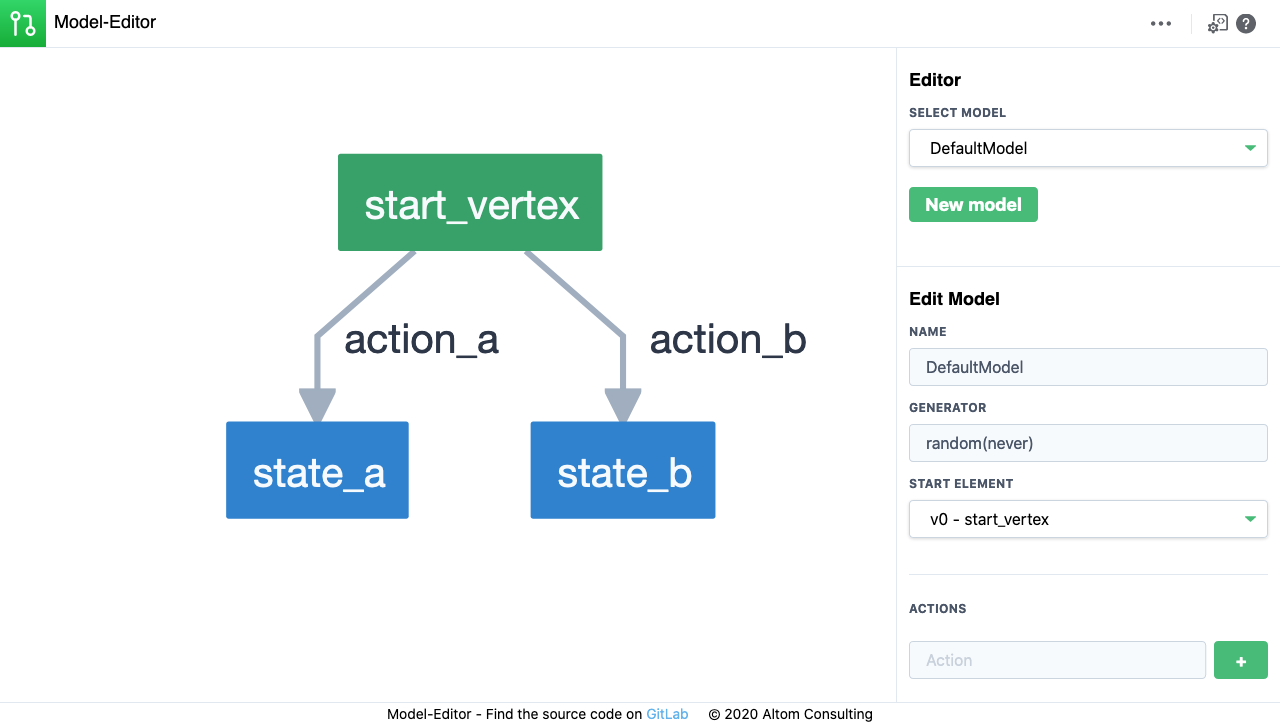 Model-Editor
start_vertex
action_a
action_b
state_a
state_b
Editor
SELECT MODEL
DefaultModel
New model
Edit Model
NAME
DefaultModel
GENERATOR
random(never)
START ELEMENT
v0 - start_vertex
ACTIONS
Action
+
Model-Editor - Find the source code on GitLab © 2020 Altom Consulting